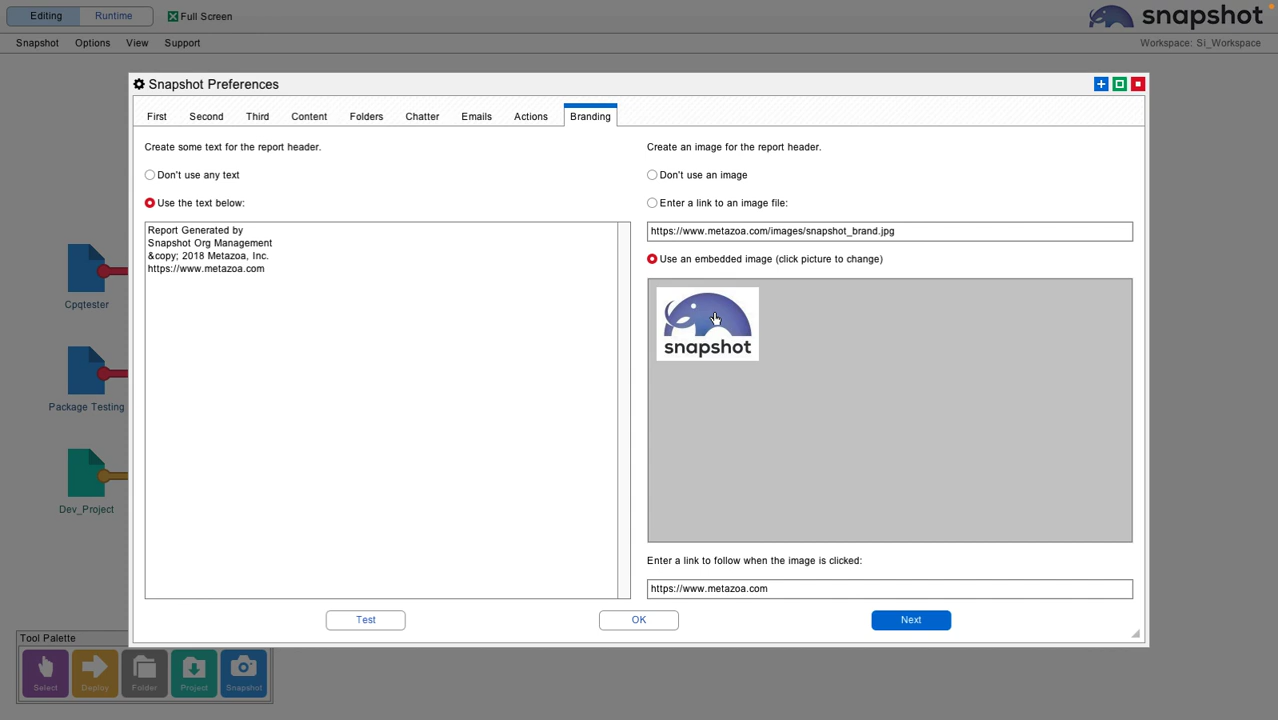 Editing
Runtime
Full Screen
snapshot
Snapshot
Options
View
Support
Workspace: Si_Workspace
Snapshot Preferences
First
Second
Third
Content
Folders
Chatter
Emails
Actions
Branding
Create some text for the report header.
Don't use any text
Use the text below:
Report Generated by
Snapshot Org Management
&copy; 2018 Metazoa, Inc.
https://www.metazoa.com
Create an image for the report header.
Don't use an image
Enter a link to an image file:
https://www.metazoa.com/images/snapshot_brand.jpg
Use an embedded image (click picture to change)
snapshot
Enter a link to follow when the image is clicked:
https://www.metazoa.com
Test
OK
Next
Cpqtester
Package Testing
Dev_Project
Tool Palette
Select
Deploy
Folder
Project
Snapshot